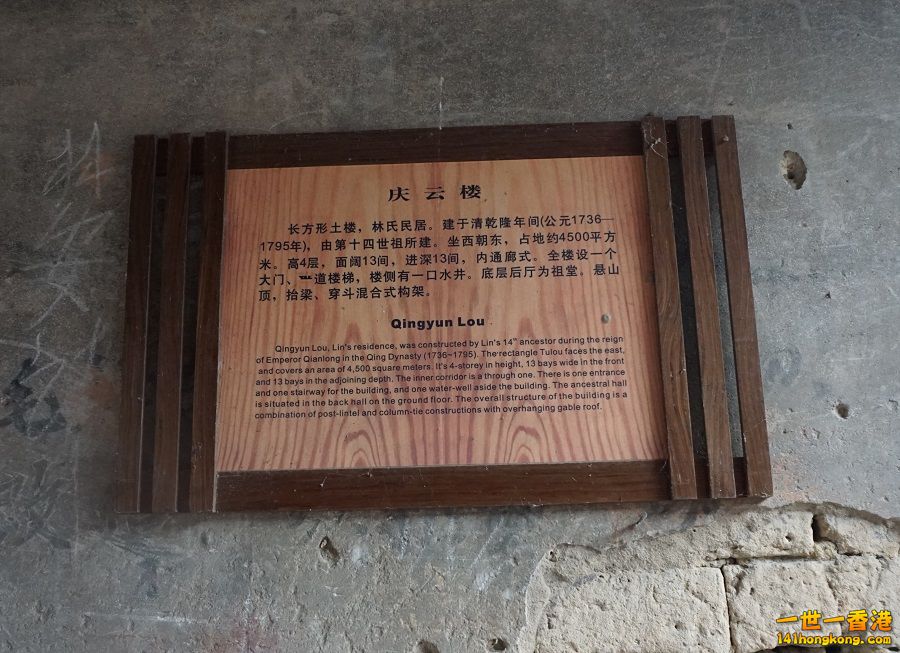 庆云楼
长方形土楼，林氏民居。建于清乾隆年间(公元1736—
1795年)，由第十四世祖所建。坐西朝东，占地约4500平方
米。高4层，面阔13间，进深13间，内通廊式。全楼设一个
大门、一道楼梯，楼侧有一口水井。底层后厅为祖堂。悬山
顶，抬梁、穿斗混合式构架。
Qingyun Lou
Qingyun Lou, Lin's residence, was constructed by Lin's 14th ancestor during the reign
of Emperor Qianlong in the Qing Dynasty (1736~1795). The rectangle Tulou faces the east,
and covers an area of 4,500 square meters. It's 4-storey in height, 13 bays wide in the front
and 13 bays in the adjoining depth. The inner corridor is a through one. There is one entrance
and one stairway for the building, and one water-well aside the building. The ancestral hall
is situated in the back hall on the ground floor. The overall structure of the building is a
combination of post-lintel and column-tie constructions with overhanging gable roof.
一世一香港
141hongkong.com